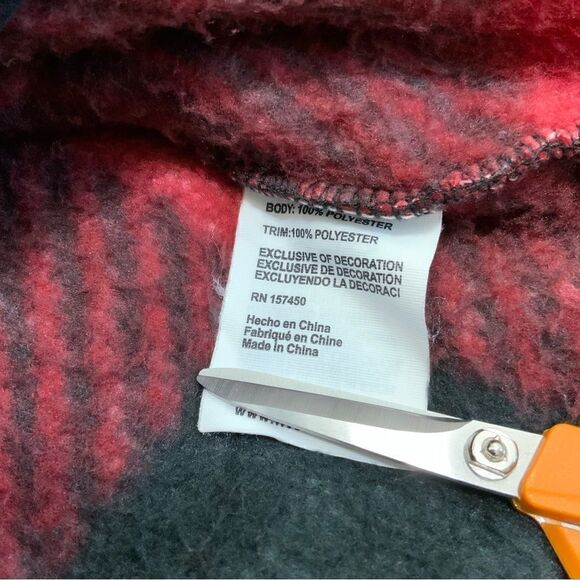 BODY: 100% POLYESTER
TRIM:100% POLYESTER
EXCLUSIVE OF DECORATION
EXCLUSIVE DE DECORATION
EXCLUYENDO LA DECORACI
RN 157450
Hecho en China
Fabriqué en Chine
Made in China